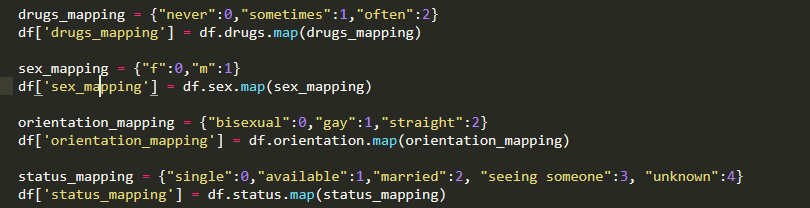 drugs_mapping = {"never":0,"sometimes":1,"often":2}
df['drugs_mapping'] = df.drugs.map(drugs_mapping)
sex_mapping = {"f":0,"m":1}
df['sex_mapping'] = df.sex.map(sex_mapping)
orientation_mapping = {"bisexual":0,"gay":1,"straight":2}
df['orientation_mapping'] = df.orientation.map(orientation_mapping)
status_mapping = {"single":0,"available":1,"married":2, "seeing someone":3, "unknown":4}
df['status_mapping'] = df.status.map(status_mapping)